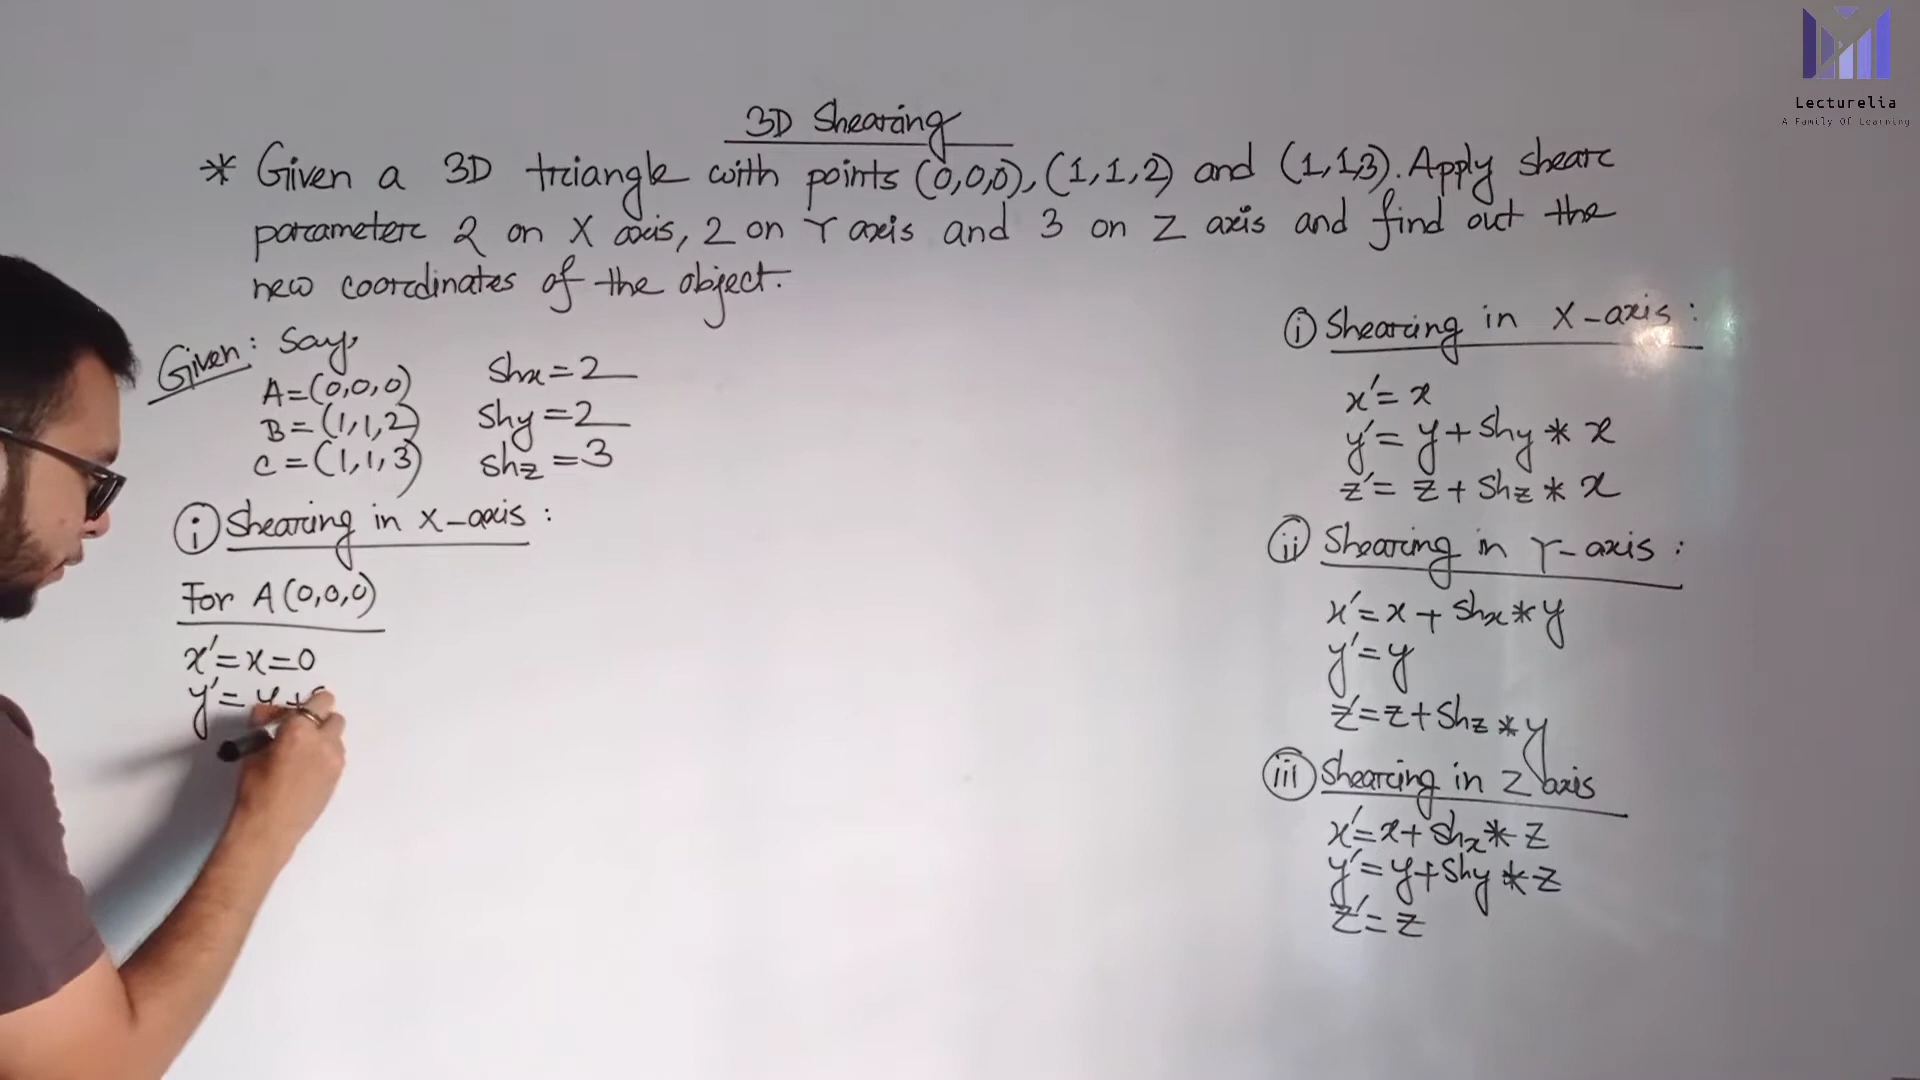 Lecturelia
A Family Of Learning
3D Shearing
* Given a 3D triangle with points (0,0,0), (1,1,2) and (1,1,3). Apply shear
parameter 2 on X axis, 2 on Y axis and 3 on Z axis and find out the
new coordinates of the object.
Given: Say,
A=(0,0,0)
B=(1,1,2)
C=(1,1,3)
Shx=2
Shy=2
Shz=3
i Shearing in X-axis:
For A(0,0,0)
x'=x=0
y'=y+
i Shearing in X-axis:
x'=x
y'=y+Shy*x
z'=z+Shz*x
ii Shearing in Y-axis:
x'=x+Shx*y
y'=y
z'=z+Shz*y
iii Shearing in Z axis
x'=x+Shx*z
y'=y+Shy*z
z'=z